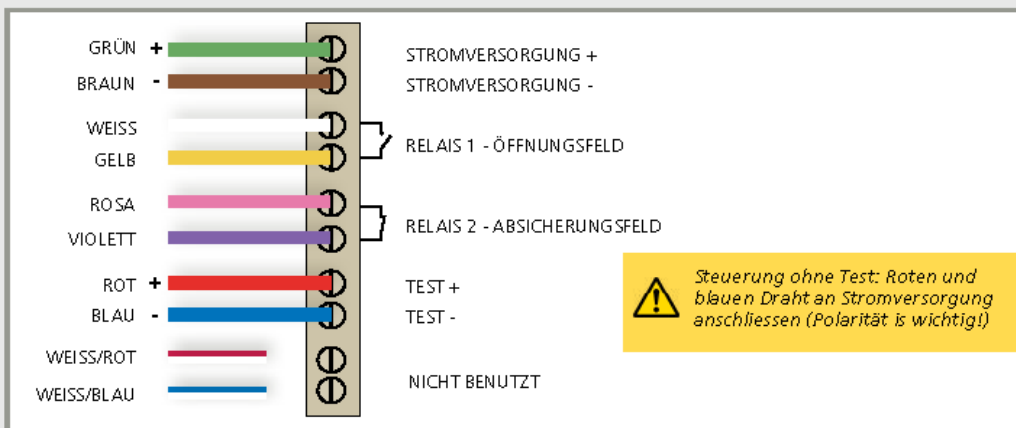 GRÜN + STROMVERSORGUNG +
BRAUN - STROMVERSORGUNG -
WEISS
GELB
RELAIS 1 - ÖFFNUNGSFELD
ROSA
VIOLETT
RELAIS 2 - ABSICHERUNGSFELD
ROT + TEST +
BLAU - TEST -
WEISS/ROT
WEISS/BLAU
NICHT BENUTZT
Steuerung ohne Test: Roten und
blauen Draht an Stromversorgung
anschliessen (Polarität is wichtig!)